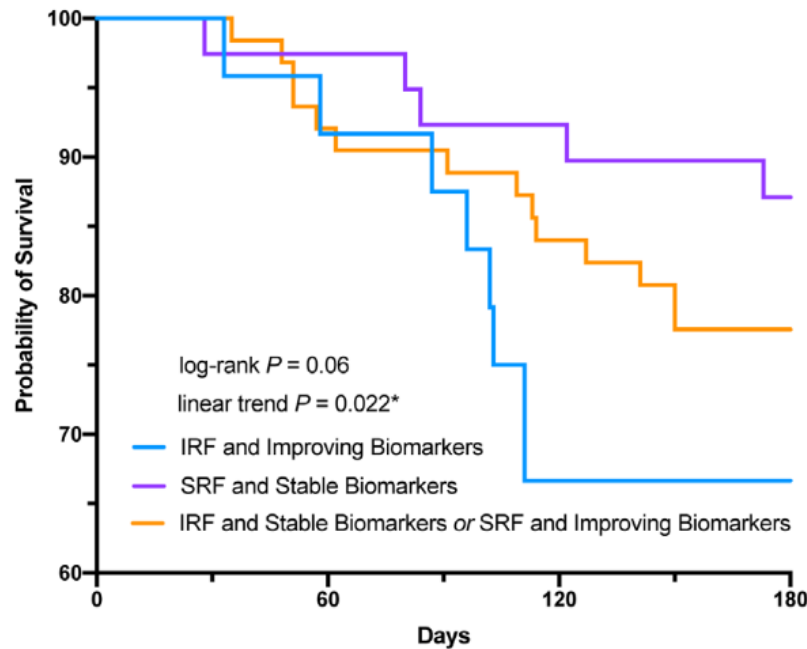 100
90
80
70
60
Probability of Survival
log-rank P = 0.06
linear trend P = 0.022*
IRF and Improving Biomarkers
SRF and Stable Biomarkers
IRF and Stable Biomarkers or SRF and Improving Biomarkers
0
60
120
180
Days